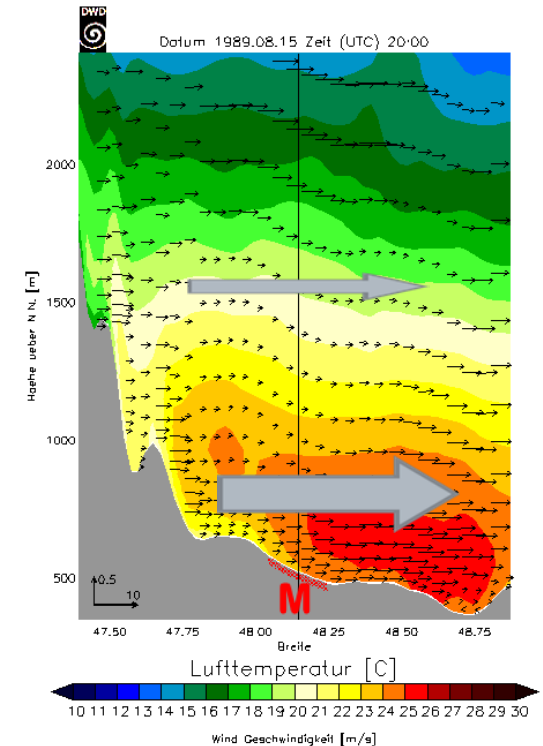 DWD
Datum 1989.08.15 Zeit (UTC) 20:00
Hoehe ueber N.N. [m]
2000
1500
1000
500
0.5
10
M
47.50 47.75 48.00 48.25 48.50 48.75
Breite
Lufttemperatur [C]
10 11 12 13 14 15 16 17 18 19 20 21 22 23 24 25 26 27 28 29 30
Wind Geschwindigkeit [m/s]